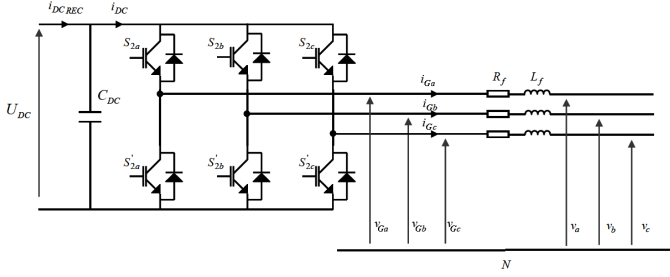 i_DC REC i_DC
S_2a S_2b S_2c
i_Ga R_f L_f
C_DC
U_DC
i_Gb
i_Gc
S'_2a S'_2b S'_2c
v_Ga v_Gb v_Gc v_a v_b v_c
N